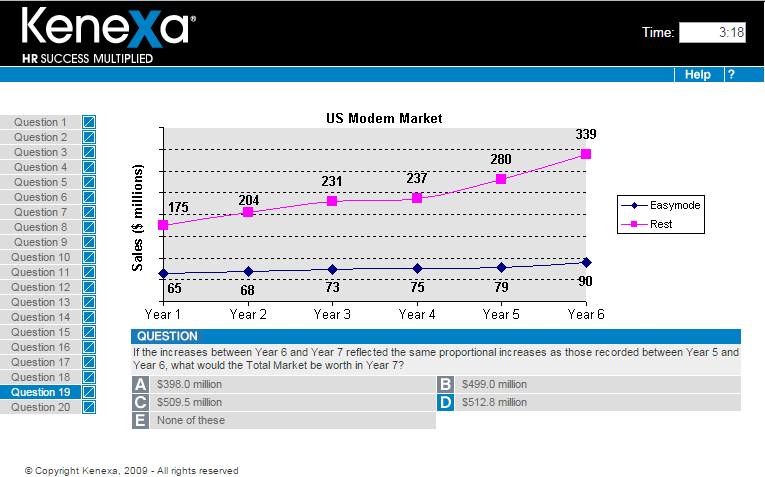 Kenexa®
HR SUCCESS MULTIPLIED
Time: 3:18
Help ?
Question 1
Question 2
Question 3
Question 4
Question 5
Question 6
Question 7
Question 8
Question 9
Question 10
Question 11
Question 12
Question 13
Question 14
Question 15
Question 16
Question 17
Question 18
Question 19
Question 20
US Modem Market
Sales ($ millions)
175
204
231
237
280
339
65
68
73
75
79
90
Year 1 Year 2 Year 3 Year 4 Year 5 Year 6
Easymode
Rest
QUESTION
If the increases between Year 6 and Year 7 reflected the same proportional increases as those recorded between Year 5 and
Year 6, what would the Total Market be worth in Year 7?
A $398.0 million
B $499.0 million
C $509.5 million
D $512.8 million
E None of these
© Copyright Kenexa, 2009 - All rights reserved